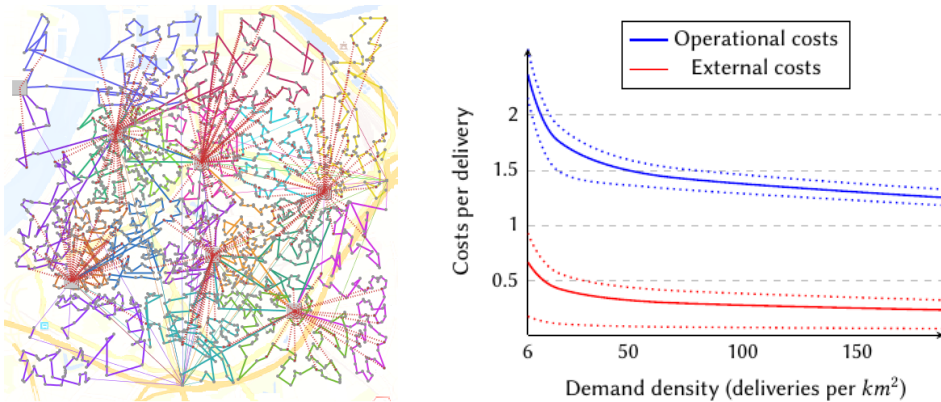 Operational costs
External costs
Costs per delivery
2
1.5
1
0.5
6
50
100
150
Demand density (deliveries per km²)